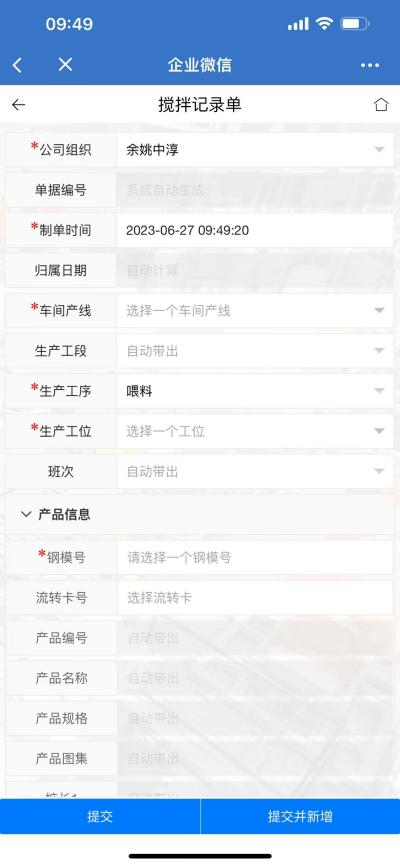 09:49
企业微信
搅拌记录单
*公司组织 余姚中淳
单据编号 系统自动生成
*制单时间 2023-06-27 09:49:20
归属日期 自动计算
*车间产线 选择一个车间产线
生产工段 自动带出
*生产工序 喂料
*生产工位 选择一个工位
班次 自动带出
产品信息
*钢模号 请选择一个钢模号
流转卡号 选择流转卡
产品编号 自动带出
产品名称 自动带出
产品规格 自动带出
产品图集 自动带出
桩长1 自动带出
提交 提交并新增